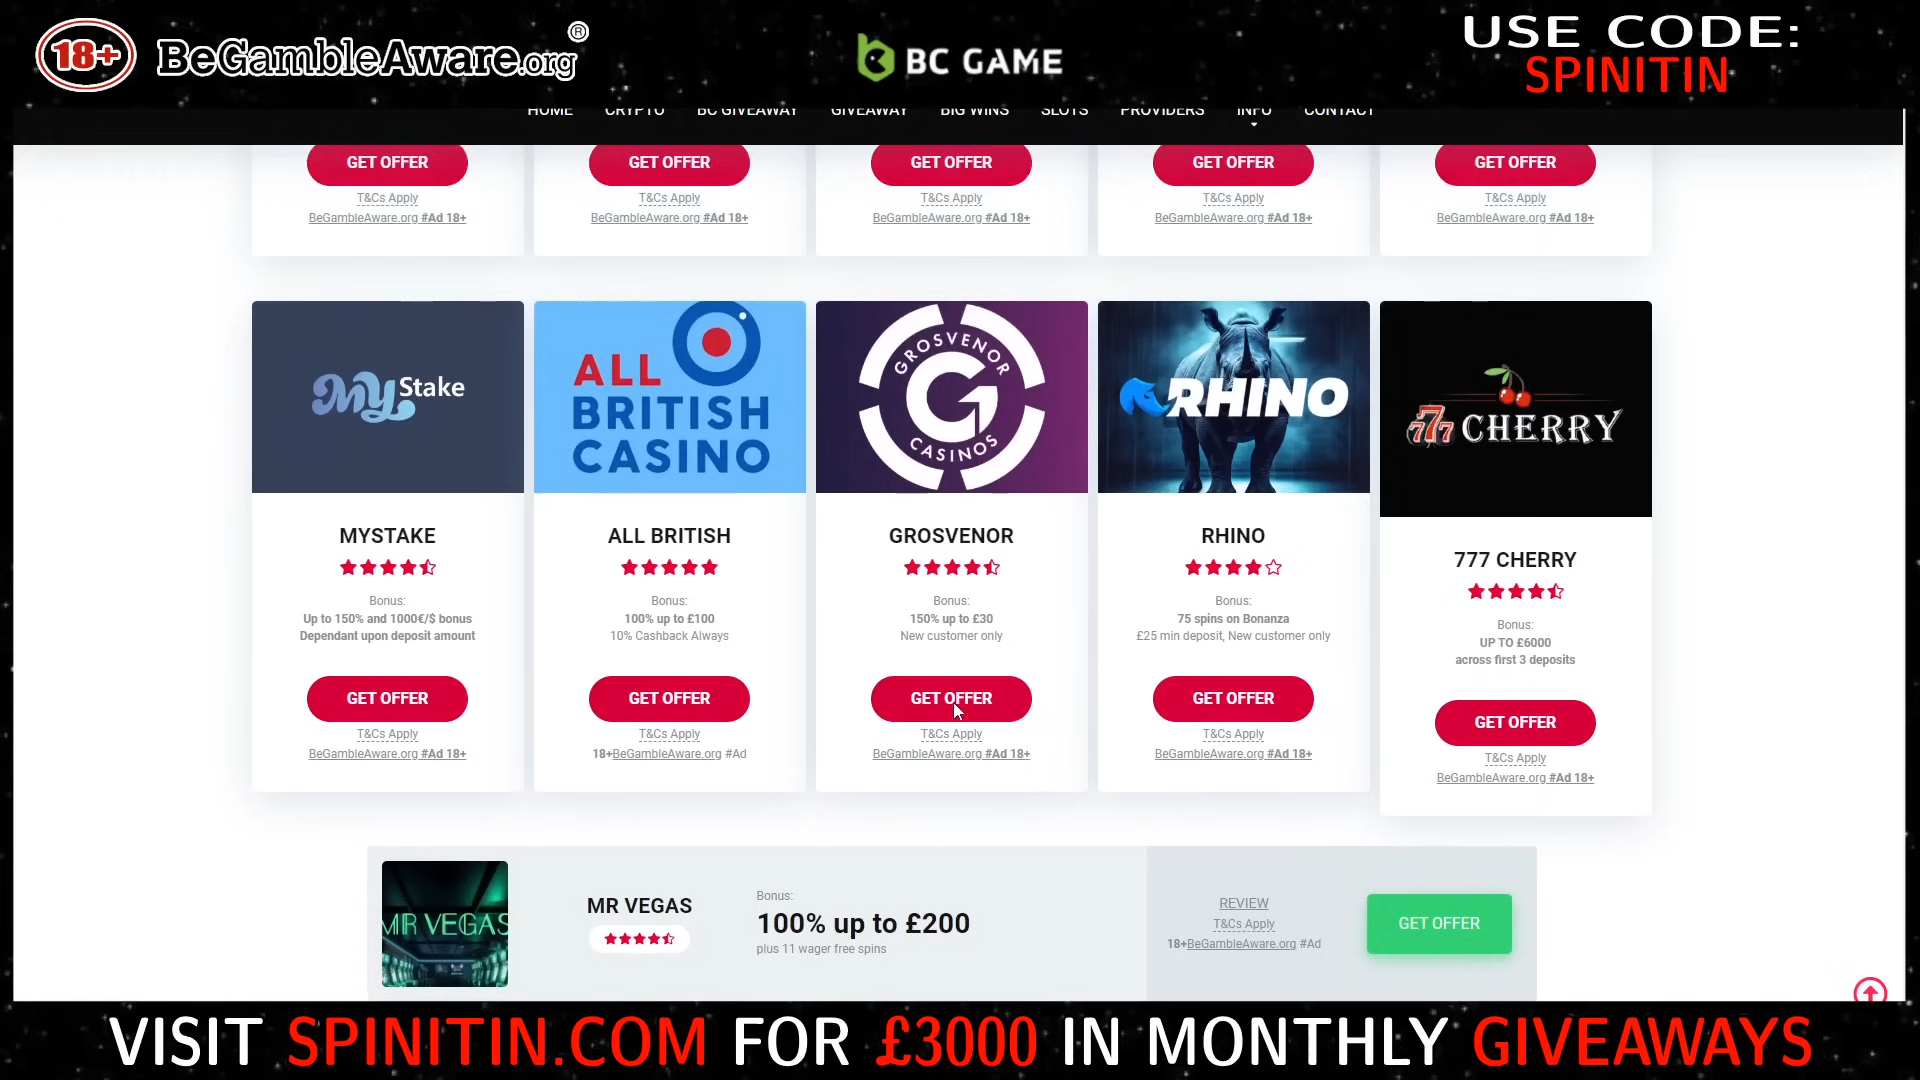 18+ BeGambleAware.org®
BC GAME
USE CODE:
SPINITIN
HOME CRYPTO BC GIVEAWAY GIVEAWAY BIG WINS SLOTS PROVIDERS INFO CONTACT
GET OFFER GET OFFER GET OFFER GET OFFER GET OFFER
T&Cs Apply T&Cs Apply T&Cs Apply T&Cs Apply T&Cs Apply
BeGambleAware.org #Ad 18+ BeGambleAware.org #Ad 18+ BeGambleAware.org #Ad 18+ BeGambleAware.org #Ad 18+ BeGambleAware.org #Ad 18+
MyStake
MYSTAKE
Bonus:
Up to 150% and 1000€/$ bonus
Dependant upon deposit amount
GET OFFER
T&Cs Apply
BeGambleAware.org #Ad 18+
ALL
BRITISH
CASINO
ALL BRITISH
Bonus:
100% up to £100
10% Cashback Always
GET OFFER
T&Cs Apply
18+BeGambleAware.org #Ad
GROSVENOR
G
CASINOS
GROSVENOR
Bonus:
150% up to £30
New customer only
GET OFFER
T&Cs Apply
BeGambleAware.org #Ad 18+
RHINO
RHINO
Bonus:
75 spins on Bonanza
£25 min deposit, New customer only
GET OFFER
T&Cs Apply
BeGambleAware.org #Ad 18+
777 CHERRY
777 CHERRY
Bonus:
UP TO £6000
across first 3 deposits
GET OFFER
T&Cs Apply
BeGambleAware.org #Ad 18+
MR VEGAS
MR VEGAS
Bonus:
100% up to £200
plus 11 wager free spins
REVIEW
T&Cs Apply
18+BeGambleAware.org #Ad
GET OFFER
VISIT SPINITIN.COM FOR £3000 IN MONTHLY GIVEAWAYS